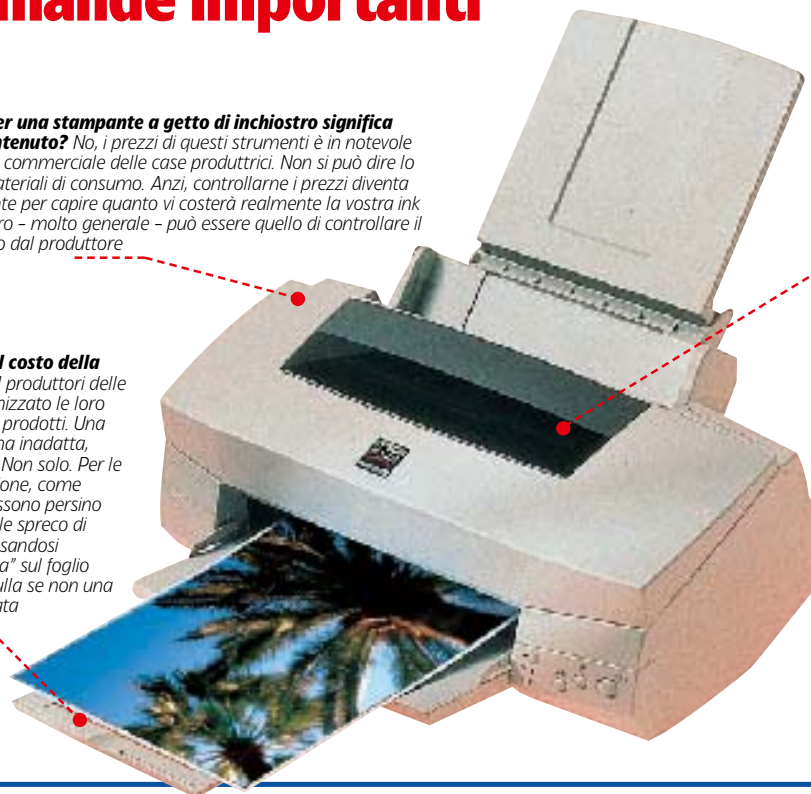 mande importanti
er una stampante a getto di inchiostro significa
ntenuto? No, i prezzi di questi strumenti è in notevole
commerciale delle case produttrici. Non si può dire lo
ateriali di consumo. Anzi, controllarne i prezzi diventa
nte per capire quanto vi costerà realmente la vostra ink
ro – molto generale – può essere quello di controllare il
o dal produttore
l costo della
I produttori delle
nizzato le loro
prodotti. Una
na inadatta,
Non solo. Per le
ione, come
ssono persino
le spreco di
sandosi
a” sul foglio
ulla se non una
ata